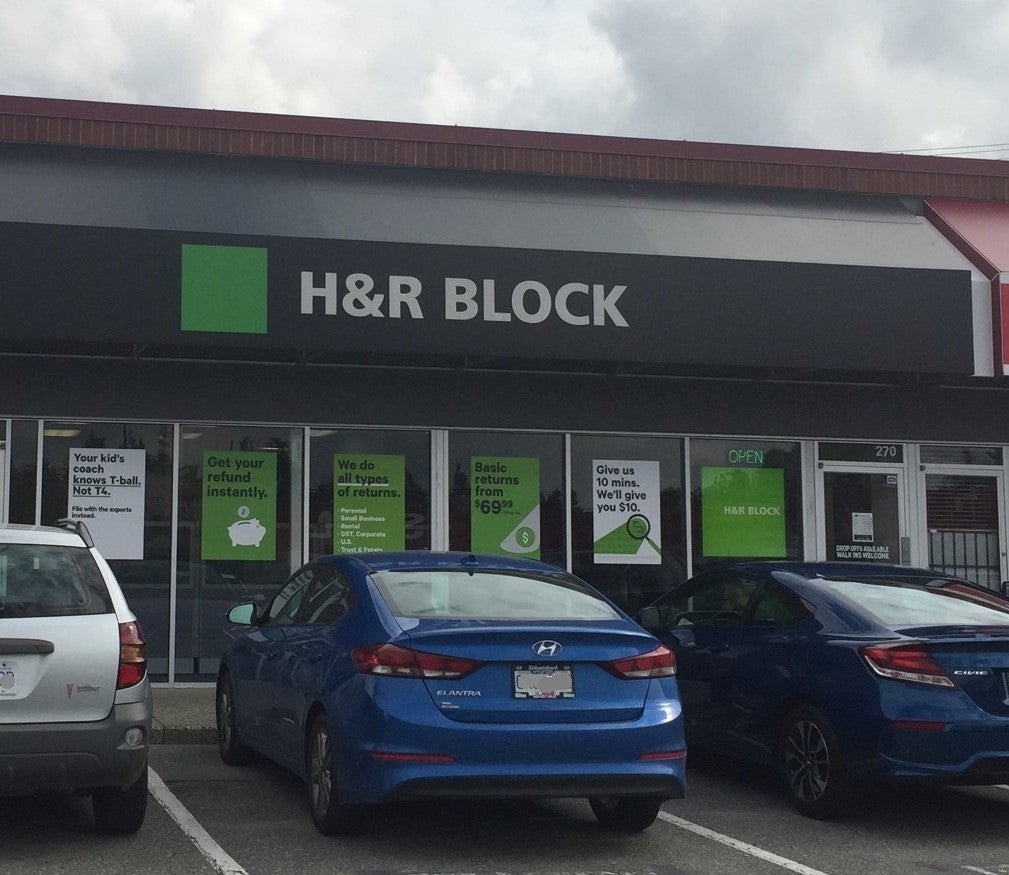 H&R BLOCK
Your kid's
coach
knows T-ball.
Not T4.
File with the experts
instead.
Get your
refund
instantly.
We do
all types
of returns.
· Personal
· Small Business
· Rental
· GST, Corporate
· U.S.
· Trust & Estate
Basic
returns
from
$69.99
$
Give us
10 mins.
We'll give
you $10.
OPEN
H&R BLOCK
270
DROP OFFS AVAILABLE
WALK INS WELCOME
ELANTRA
CIVIC